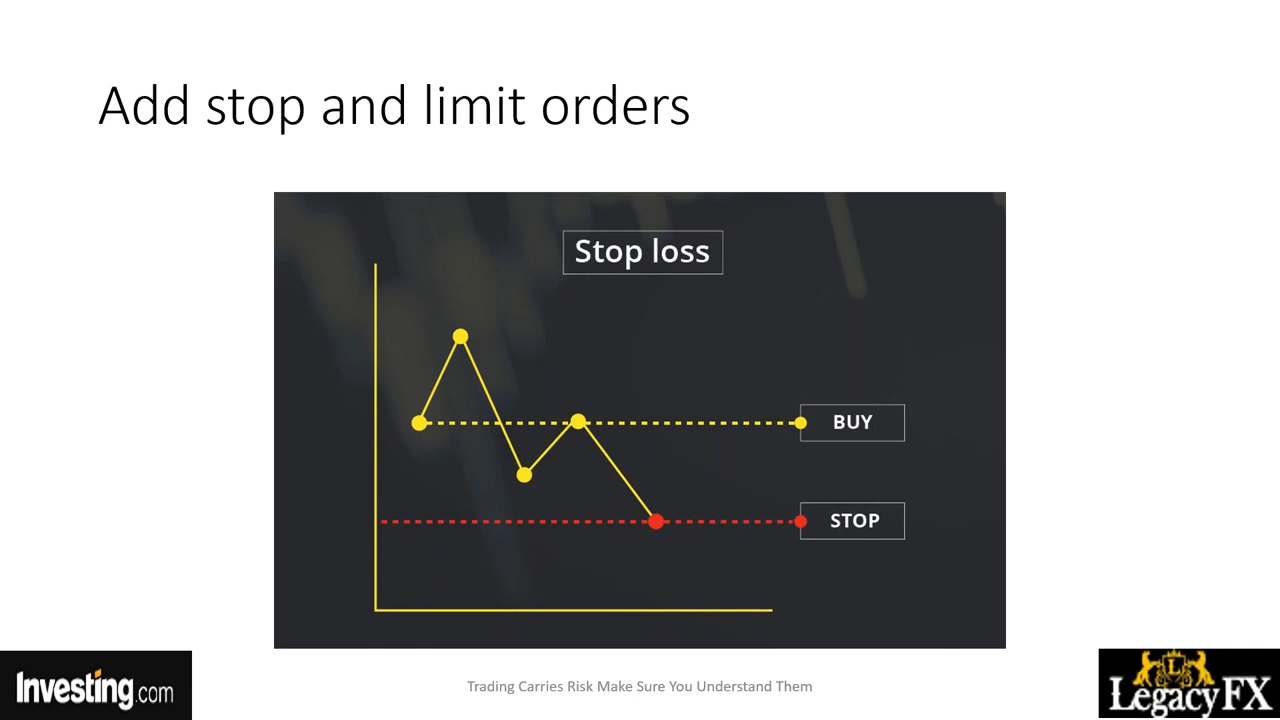 Add stop and limit orders
Stop loss
BUY
STOP
Investing.com
Trading Carries Risk Make Sure You Understand Them
L
LegacyFX